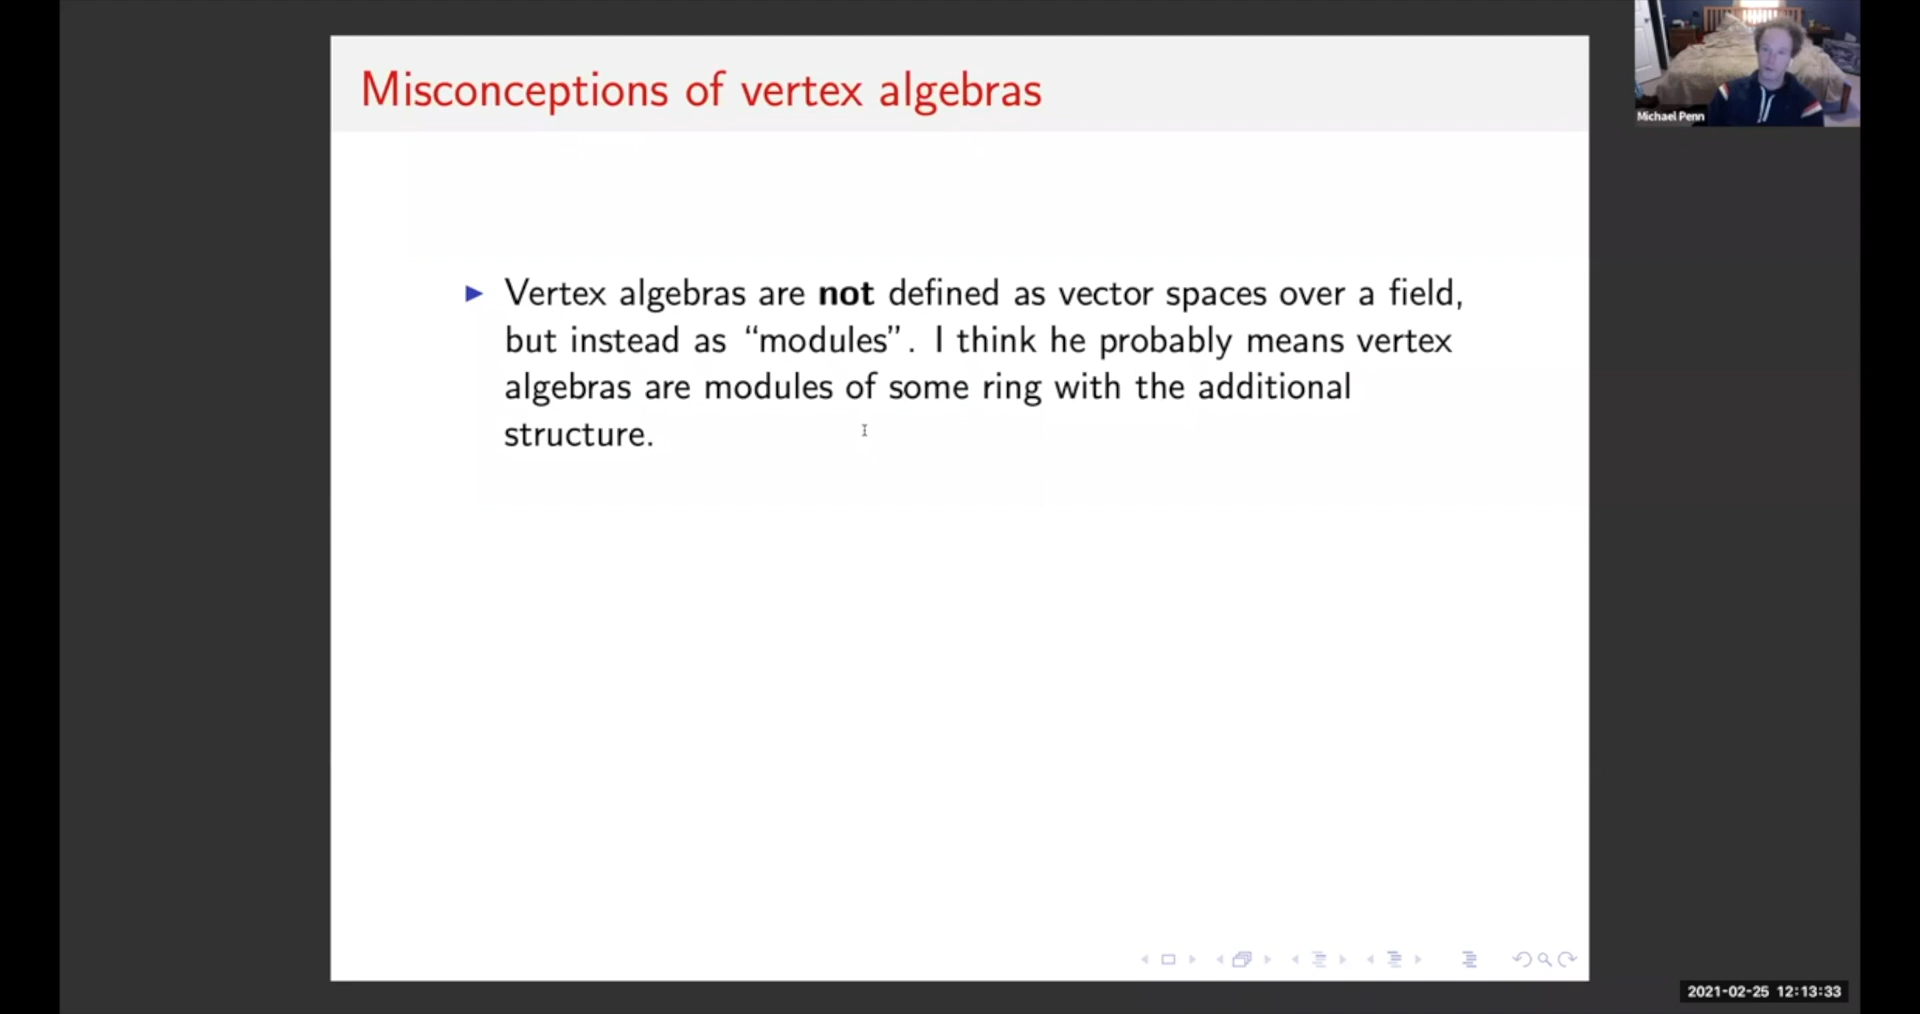 Misconceptions of vertex algebras
Michael Penn
Vertex algebras are not defined as vector spaces over a field,
but instead as “modules”. I think he probably means vertex
algebras are modules of some ring with the additional
structure.
2021-02-25 12:13:33